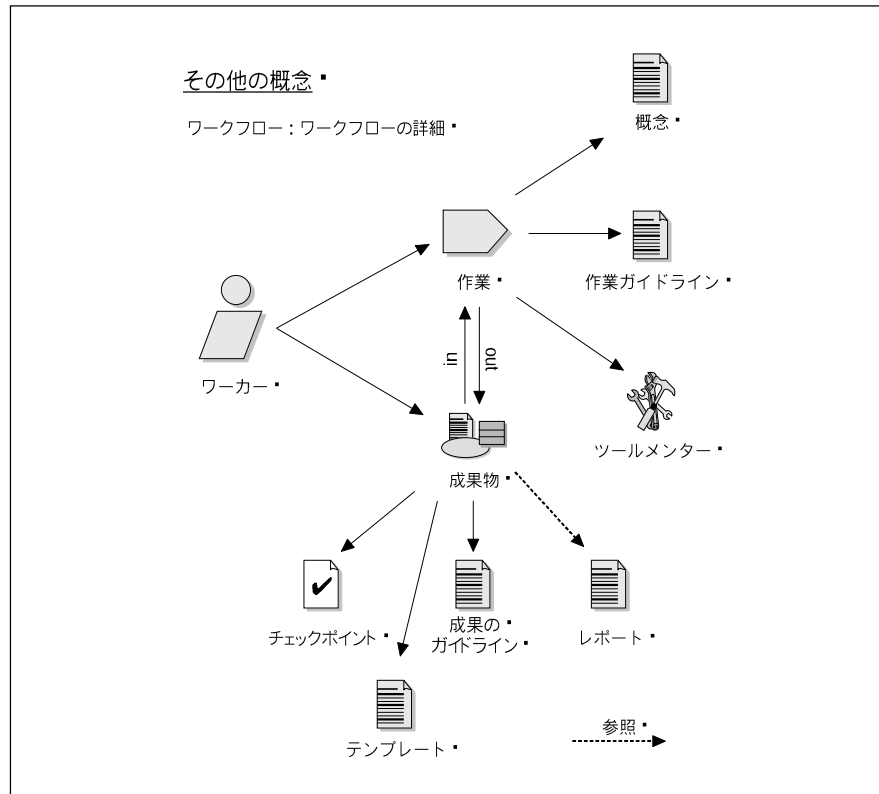 その他の概念
ワークフロー：ワークフローの詳細
概念
作業
作業ガイドライン
ワーカー
in
out
ツールメンター
成果物
チェックポイント
成果の
ガイドライン
レポート
テンプレート
参照